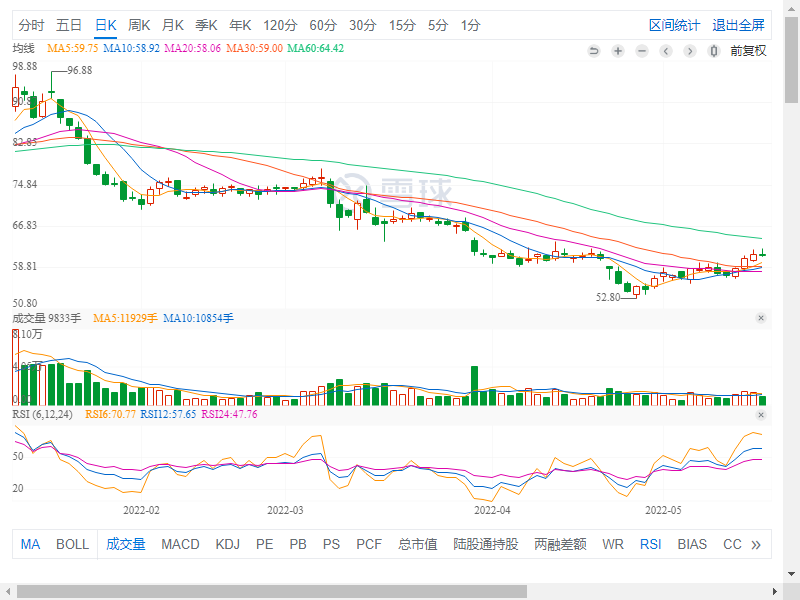 分时 五日 日K 周K 月K 季K 年K 120分 60分 30分 15分 5分 1分 区间统计 退出全屏
均线 MA5:59.75 MA10:58.92 MA20:58.06 MA30:59.00 MA60:64.42 前复权
98.88
96.88
82.85
74.84
雪球
66.83
58.81
52.80
50.80
成交量 9833手 MA5:11929手 MA10:10854手
8.10万
RSI (6,12,24) RSI6:70.77 RSI12:57.65 RSI24:47.76
50
20
2022-02 2022-03 2022-04 2022-05
MA BOLL 成交量 MACD KDJ PE PB PS PCF 总市值 陆股通持股 两融差额 WR RSI BIAS CC »